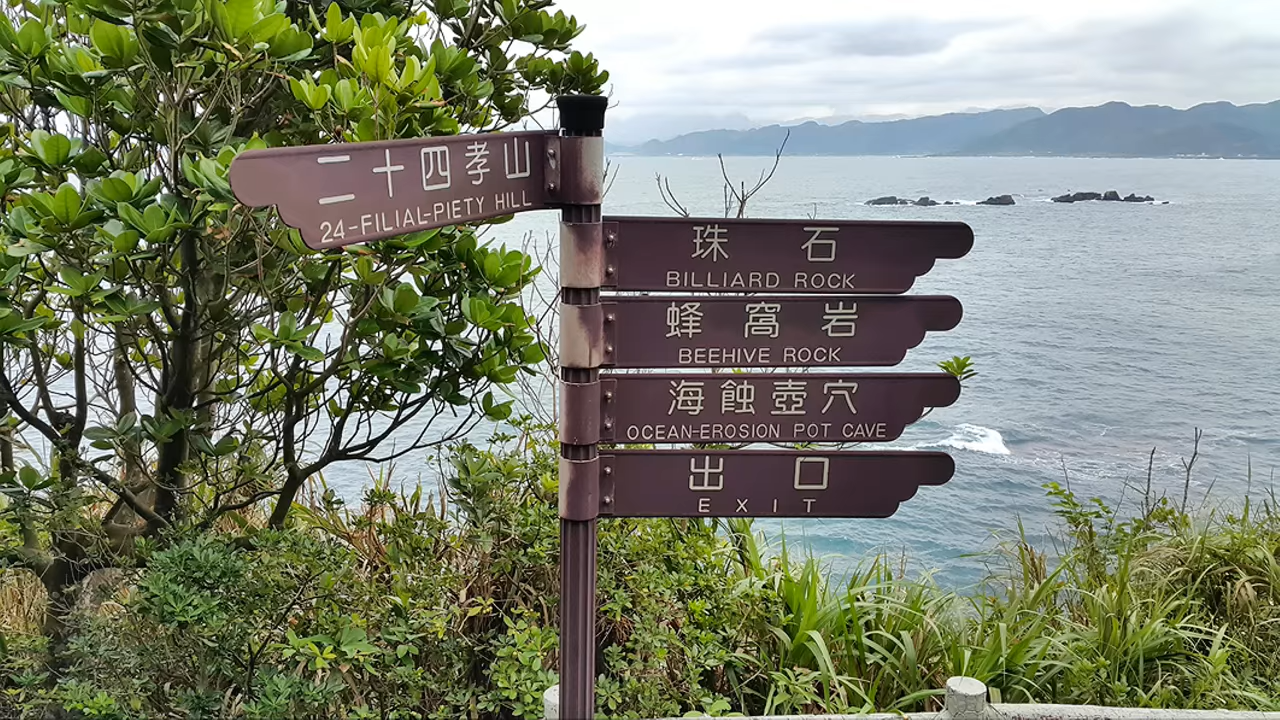 二十四孝山
24-FILIAL-PIETY HILL
珠石
BILLIARD ROCK
蜂窩岩
BEEHIVE ROCK
海蝕壺穴
OCEAN-EROSION POT CAVE
出口
EXIT